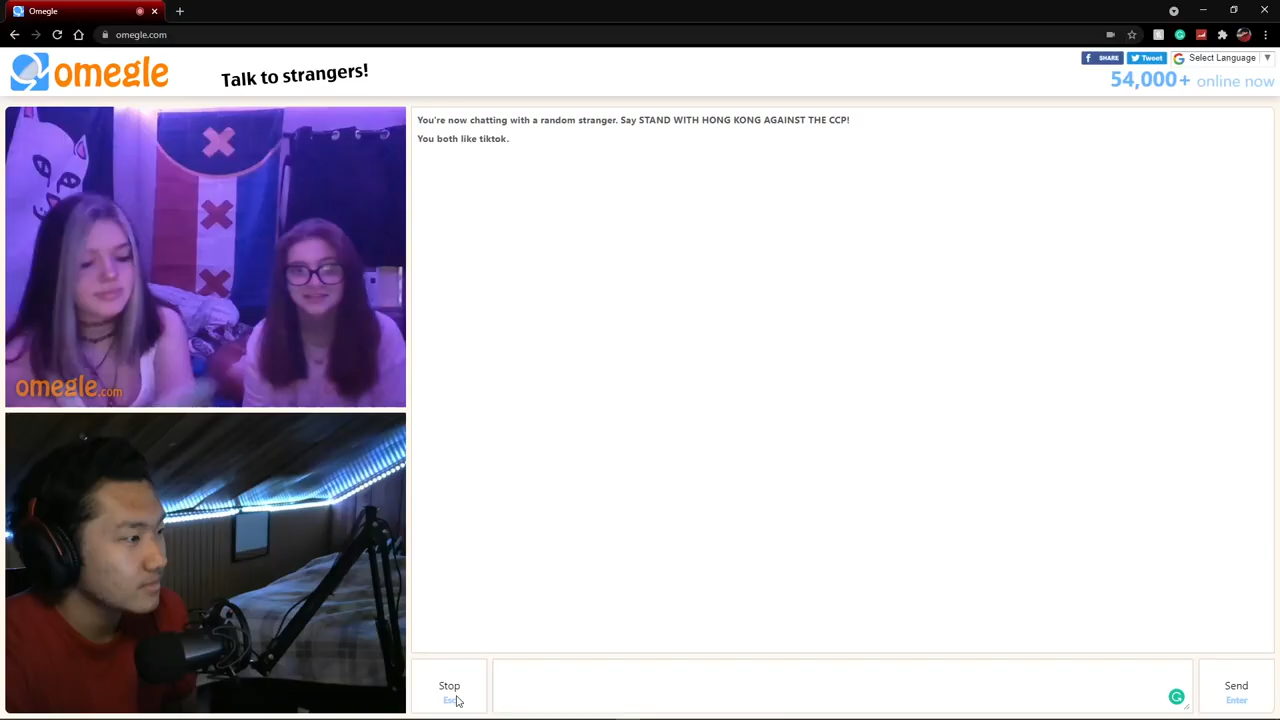 Omegle
omegle.com
omegle
Talk to strangers!
SHARE
Tweet
Select Language
54,000+ online now
You're now chatting with a random stranger. Say STAND WITH HONG KONG AGAINST THE CCP!
You both like tiktok.
omegle.com
Stop
Esc
Send
Enter